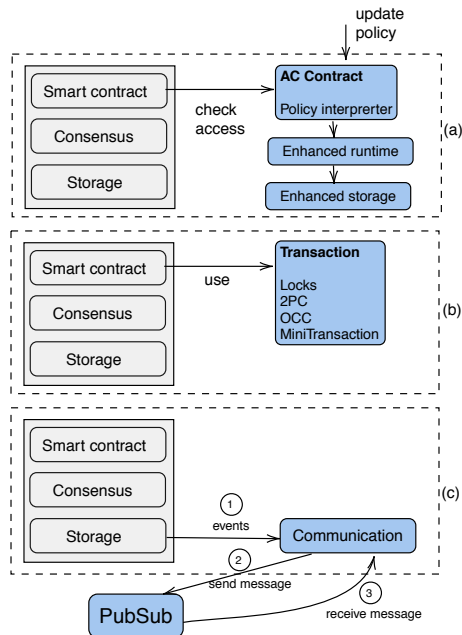 update
policy
AC Contract
Policy interprerter
Smart contract
check
access
Consensus
Storage
Enhanced runtime
Enhanced storage
(a)
Smart contract
Consensus
Storage
use
Transaction
Locks
2PC
OCC
MiniTransaction
(b)
Smart contract
Consensus
Storage
1
events
Communication
(c)
2
send message
3
receive message
PubSub